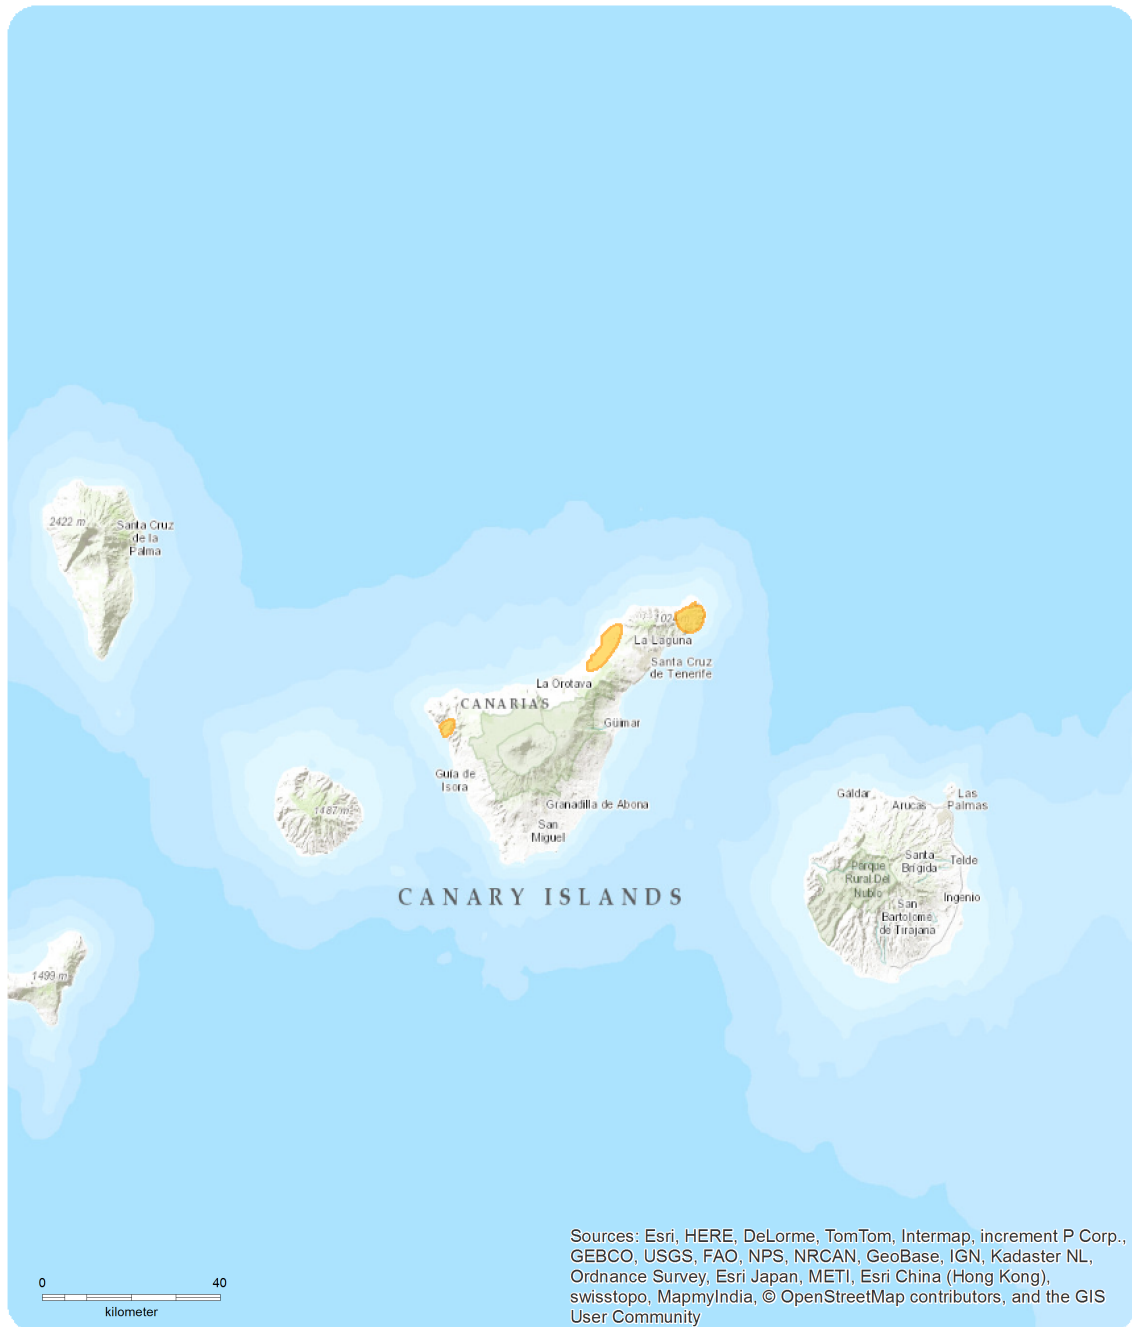 2422 m
Santa Cruz
de la
Palma
La Laguna
Santa Cruz
de Tenerife
La Orotava
CANARIAS
Güimar
Guía de
Isora
Granadilla de Abona
San
Miguel
1487 m
Galdar
Arucas
Las
Palmas
Parque
Rural Del
Nublo
Santa
Brígida
Telde
Ingenio
San
Bartolomé
de Tirajana
CANARY ISLANDS
1499 m
0 40
kilometer
Sources: Esri, HERE, DeLorme, TomTom, Intermap, increment P Corp.,
GEBCO, USGS, FAO, NPS, NRCAN, GeoBase, IGN, Kadaster NL,
Ordnance Survey, Esri Japan, METI, Esri China (Hong Kong),
swisstopo, MapmyIndia, © OpenStreetMap contributors, and the GIS
User Community